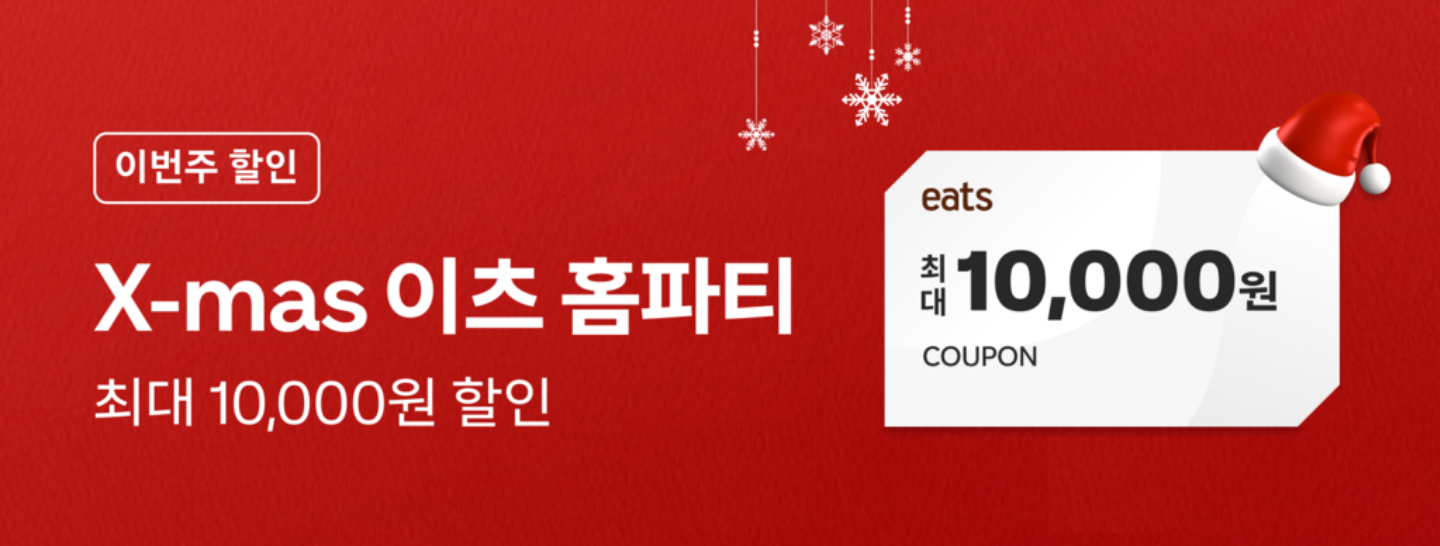 이번주 할인
X-mas 이츠 홈파티
최대 10,000원 할인
eats
최대 10,000원
COUPON